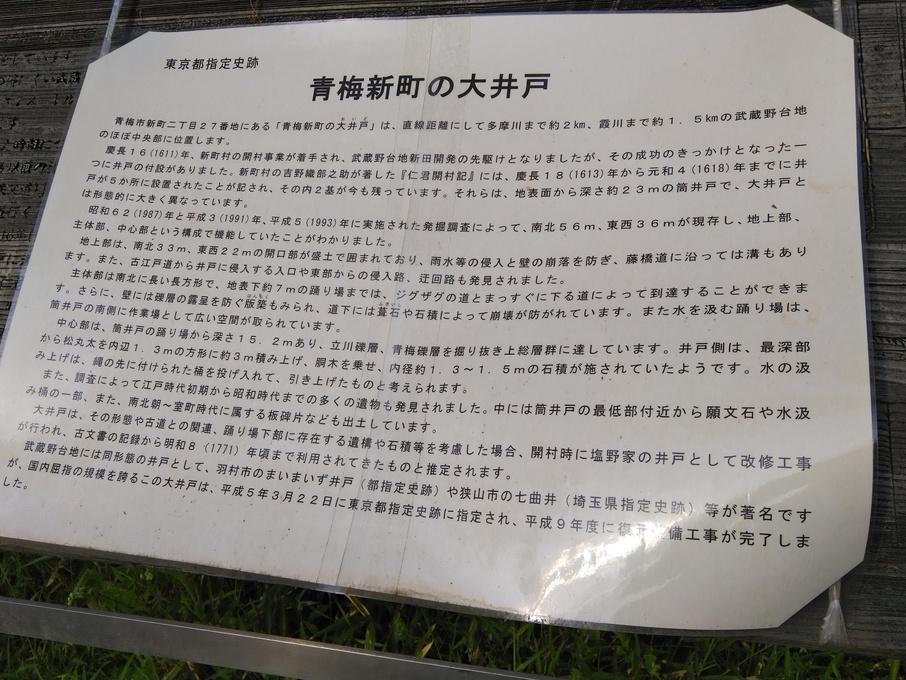 東京都指定史跡
青梅新町の大井戸
青梅市新町二丁目27番地にある「青梅新町の大井戸」は、直線距離にして多摩川まで約2km、霞川まで約1.5kmの武蔵野台地
のほぼ中央部に位置します。
慶長16(1611)年、新町村の開村事業が着手され、武蔵野台地新田開発の先駆けとなりましたが、その成功のきっかけとなった一
つに井戸の付設がありました。新町村の吉野織部之助が著した『仁君開村記』には、慶長18(1613)年から元和4(1618)年までに井
戸が5か所に設置されたことが記され、その内2基が今も残っています。それらは、地表面から深さ約23mの筒井戸で、大井戸と
は形態的に大きく異なっています。
昭和62(1987)年と平成3(1991)年、平成5(1993)年に実施された発掘調査によって、南北56m、東西36mが現存し、地上部、
主体部、中心部という構成で機能していたことがわかりました。
地上部は、南北33m、東西22mの開口部が盛土で囲まれており、雨水等の侵入と壁の崩落を防ぎ、藤橋道に沿っては溝もあり
ます。また、古江戸道から井戸に侵入する入口や東部からの侵入路、迂回路も発見されました。
主体部は南北に長い長方形で、地表下約7mの踊り場までは、ジグザグの道とまっすぐに下る道によって到達することができま
す。さらに、壁には礫層の露呈を防ぐ版築もみられ、道下には葺石や石積によって崩壊が防がれています。また水を汲む踊り場は、
筒井戸の南側に作業場として広い空間が取られています。
中心部は、筒井戸の踊り場から深さ15.2mあり、立川礫層、青梅礫層を掘り抜き上総層群に達しています。井戸側は、最深部
から松丸太を内辺1.3mの方形に約3m積み上げ、胴木を乗せ、内径約1.3～1.5mの石積が施されていたようです。水の汲
み上げは、縄の先に付けられた桶を投げ入れて、引き上げたものと考えられます。
また、調査によって江戸時代初期から昭和時代までの多くの遺物も発見されました。中には筒井戸の最低部付近から願文石や水汲
み桶の一部、また、南北朝～室町時代に属する板碑片なども出土しています。
大井戸は、その形態や古道との関連、踊り場下部に存在する遺構や石積等を考慮した場合、開村時に塩野家の井戸として改修工事
が行われ、古文書の記録から明和8(1771)年頃まで利用されてきたものと推定されます。
武蔵野台地には同形態の井戸として、羽村市のまいまいず井戸(都指定史跡)や狭山市の七曲井(埼玉県指定史跡)等が著名です
が、国内屈指の規模を誇るこの大井戸は、平成5年3月22日に東京都指定史跡に指定され、平成9年度に復元備工事が完了しま
した。